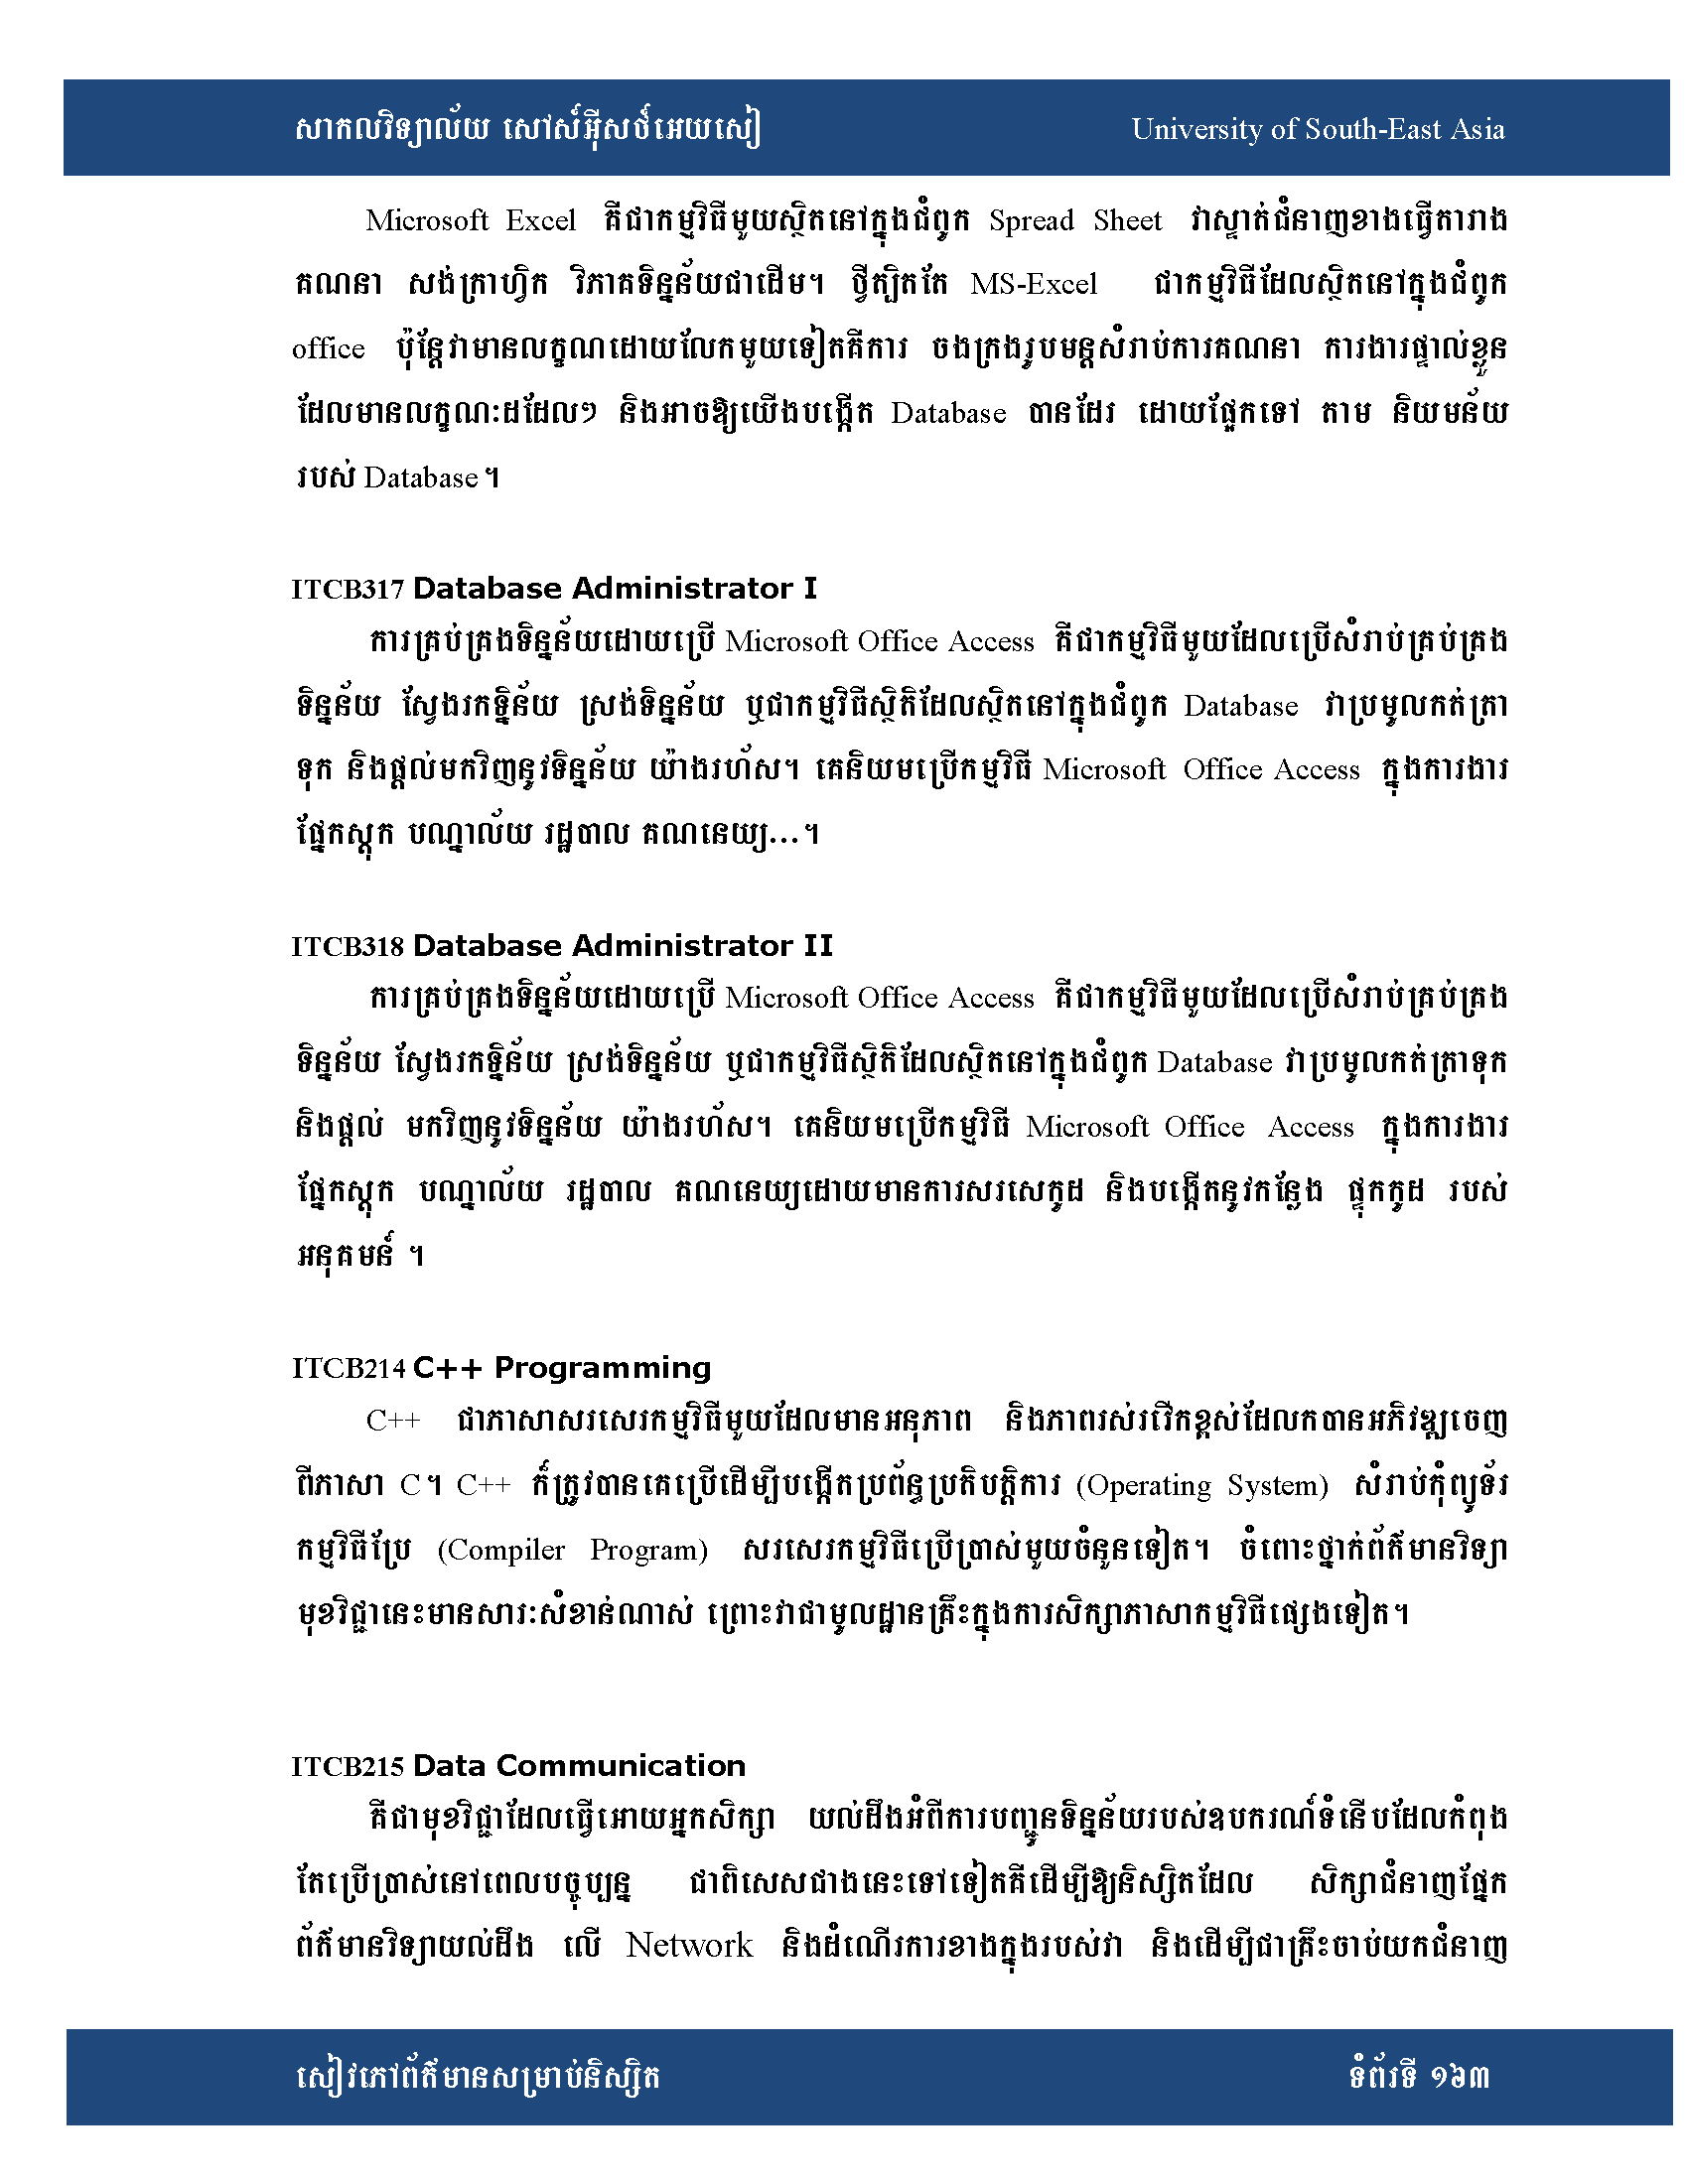 សាកលវិទ្យាល័យ សៅស៍អ៊ីសថ៍អេយសៀ University of South-East Asia
Microsoft Excel គឺជាកម្មវិធីមួយស្ថិតនៅក្នុងជំពូក Spread Sheet វាស្ទាត់ជំនាញខាងធ្វើតារាង
គណនា សង់ក្រាហ្វិក វិភាគទិន្នន័យជាដើម។ ថ្វីត្បិតតែ MS-Excel ជាកម្មវិធីដែលស្ថិតនៅក្នុងជំពូក
office ប៉ុន្តែវាមានលក្ខណដោយលែកមួយទៀតគឺការ ចងក្រងរូបមន្តសំរាប់ការគណនា ការងារផ្ទាល់ខ្លួន
ដែលមានលក្ខណៈដដែលៗ និងអាចឱ្យយើងបង្កើត Database បានដែរ ដោយផ្អែកទៅ តាម និយមន័យ
របស់ Database។
ITCB317 Database Administrator I
ការគ្រប់គ្រងទិន្នន័យដោយប្រើ Microsoft Office Access គឺជាកម្មវិធីមួយដែលប្រើសំរាប់គ្រប់គ្រង
ទិន្នន័យ ស្វែងរកទ្និន័យ ស្រង់ទិន្នន័យ ឬជាកម្មវិធីស្ថិតិដែលស្ថិតនៅក្នុងជំពូក Database វាប្រមូលកត់ត្រា
ទុក និងផ្តល់មកវិញនូវទិន្នន័យ យ៉ាងរហ័ស។ គេនិយមប្រើកម្មវិធី Microsoft Office Access ក្នុងការងារ
ផ្នែកស្តុក បណ្ណាល័យ រដ្ឋបាល គណនេយ្យ...។
ITCB318 Database Administrator II
ការគ្រប់គ្រងទិន្នន័យដោយប្រើ Microsoft Office Access គឺជាកម្មវិធីមួយដែលប្រើសំរាប់គ្រប់គ្រង
ទិន្នន័យ ស្វែងរកទ្និន័យ ស្រង់ទិន្នន័យ ឬជាកម្មវិធីស្ថិតិដែលស្ថិតនៅក្នុងជំពូក Database វាប្រមូលកត់ត្រាទុក
និងផ្តល់ មកវិញនូវទិន្នន័យ យ៉ាងរហ័ស។ គេនិយមប្រើកម្មវិធី Microsoft Office Access ក្នុងការងារ
ផ្នែកស្តុក បណ្ណាល័យ រដ្ឋបាល គណនេយ្យដោយមានការសរសេកូដ និងបង្កើតនូវកន្លែង ផ្ទុកកូដ របស់
អនុគមន៍ ។
ITCB214 C++ Programming
C++ ជាភាសាសរសេរកម្មវិធីមួយដែលមានអនុភាព និងភាពរស់រវើកខ្ពស់ដែលកបានអភិវឌ្ឍចេញ
ពីភាសា C។ C++ ក៏ត្រូវបានគេប្រើដើម្បីបង្កើតប្រព័ន្ធប្រតិបត្តិការ (Operating System) សំរាប់កុំព្យូទ័រ
កម្មវិធីប្រែ (Compiler Program) សរសេរកម្មវិធីប្រើប្រាស់មួយចំនួនទៀត។ ចំពោះថ្នាក់ព័ត៌មានវិទ្យា
មុខវិជ្ជានេះមានសារៈសំខាន់ណាស់ ព្រោះវាជាមូលដ្ឋានគ្រឹះក្នុងការសិក្សាភាសាកម្មវិធីផ្សេងទៀត។
ITCB215 Data Communication
គឺជាមុខវិជ្ជាដែលធ្វើអោយអ្នកសិក្សា យល់ដឹងអំពីការបញ្ជូនទិន្នន័យរបស់ឧបករណ៍ទំនើបដែលកំពុង
តែប្រើប្រាស់នៅពេលបច្ចុប្បន្ន ជាពិសេសជាងនេះទៅទៀតគឺដើម្បីឱ្យនិស្សិតដែល សិក្សាជំនាញផ្នែក
ព័ត៌មានវិទ្យាយល់ដឹង លើ Network និងដំណើរការខាងក្នុងរបស់វា និងដើម្បីជាគ្រឹះចាប់យកជំនាញ
សៀវភៅព័ត៌មានសម្រាប់និស្សិត ទំព័រទី ១៦៣